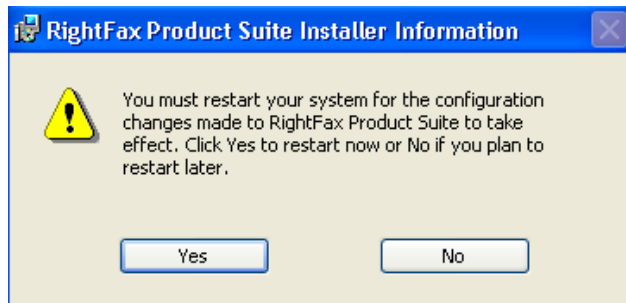 RightFax Product Suite Installer Information
You must restart your system for the configuration
changes made to RightFax Product Suite to take
effect. Click Yes to restart now or No if you plan to
restart later.
Yes
No